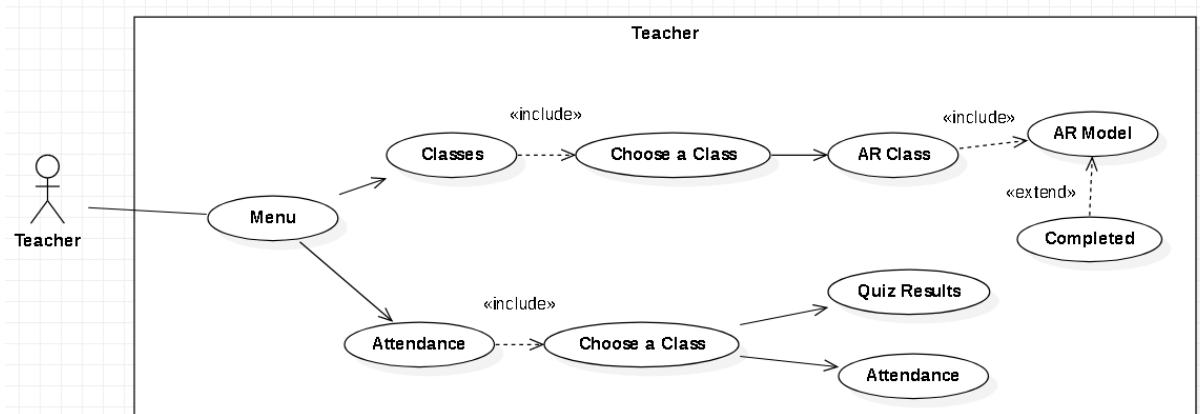 Teacher
«include»
«include»
AR Model
Classes
Choose a Class
AR Class
«extend»
Menu
Teacher
Completed
Quiz Results
«include»
Attendance
Choose a Class
Attendance